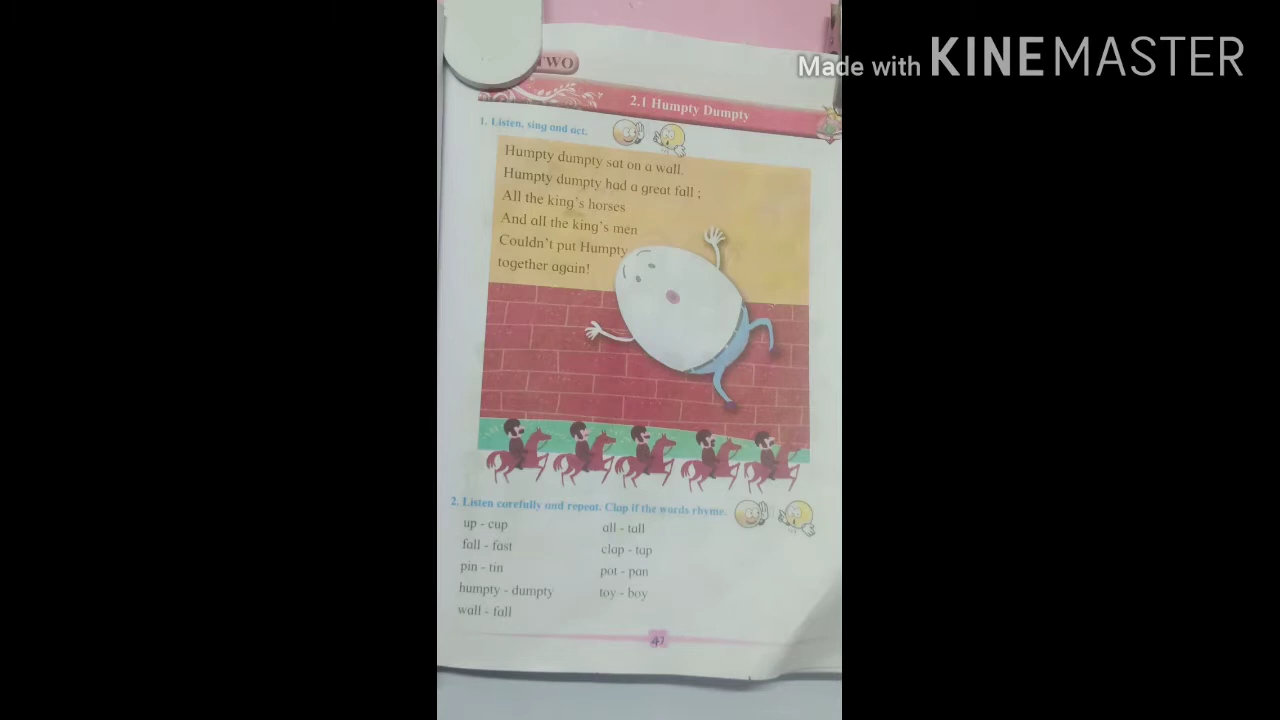 Made with KINEMASTER
TWO
2.1 Humpty Dumpty
1. Listen, sing and act.
Humpty dumpty sat on a wall.
Humpty dumpty had a great fall ;
All the king's horses
And all the king's men
Couldn't put Humpty
together again!
2. Listen carefully and repeat. Clap if the words rhyme.
up - cup
fall - fast
pin - tin
humpty - dumpty
wall - fall
all - tall
clap - tap
pot - pan
toy - boy